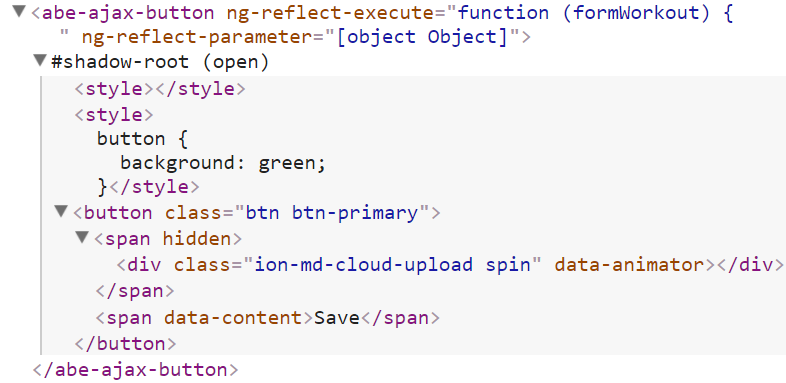 ▼<abe-ajax-button ng-reflect-execute="function (formWorkout) {
" ng-reflect-parameter="[object Object]">
▼#shadow-root (open)
<style></style>
<style>
button {
background: green;
}</style>
▼<button class="btn btn-primary">
▼<span hidden>
<div class="ion-md-cloud-upload spin" data-animator></div>
</span>
<span data-content>Save</span>
</button>
</abe-ajax-button>